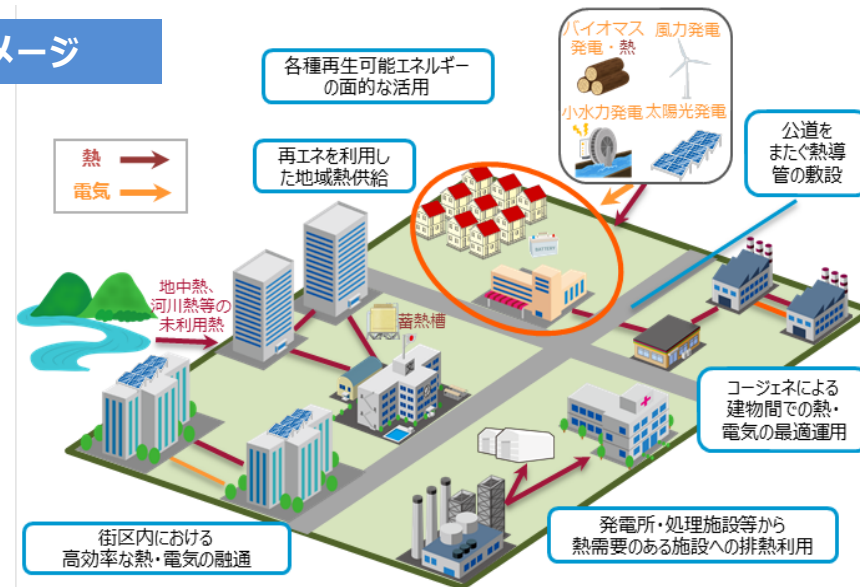 メージ
各種再生可能エネルギー
の面的な活用
バイオマス
発電・熱
風力発電
小水力発電
太陽光発電
熱
電気
再エネを利用し
た地域熱供給
公道を
またぐ熱導
管の敷設
地中熱、
河川熱等の
未利用熱
蓄熱槽
BATTERY
コージェネによる
建物間での熱・
電気の最適運用
街区内における
高効率な熱・電気の融通
発電所・処理施設等から
熱需要のある施設への排熱利用